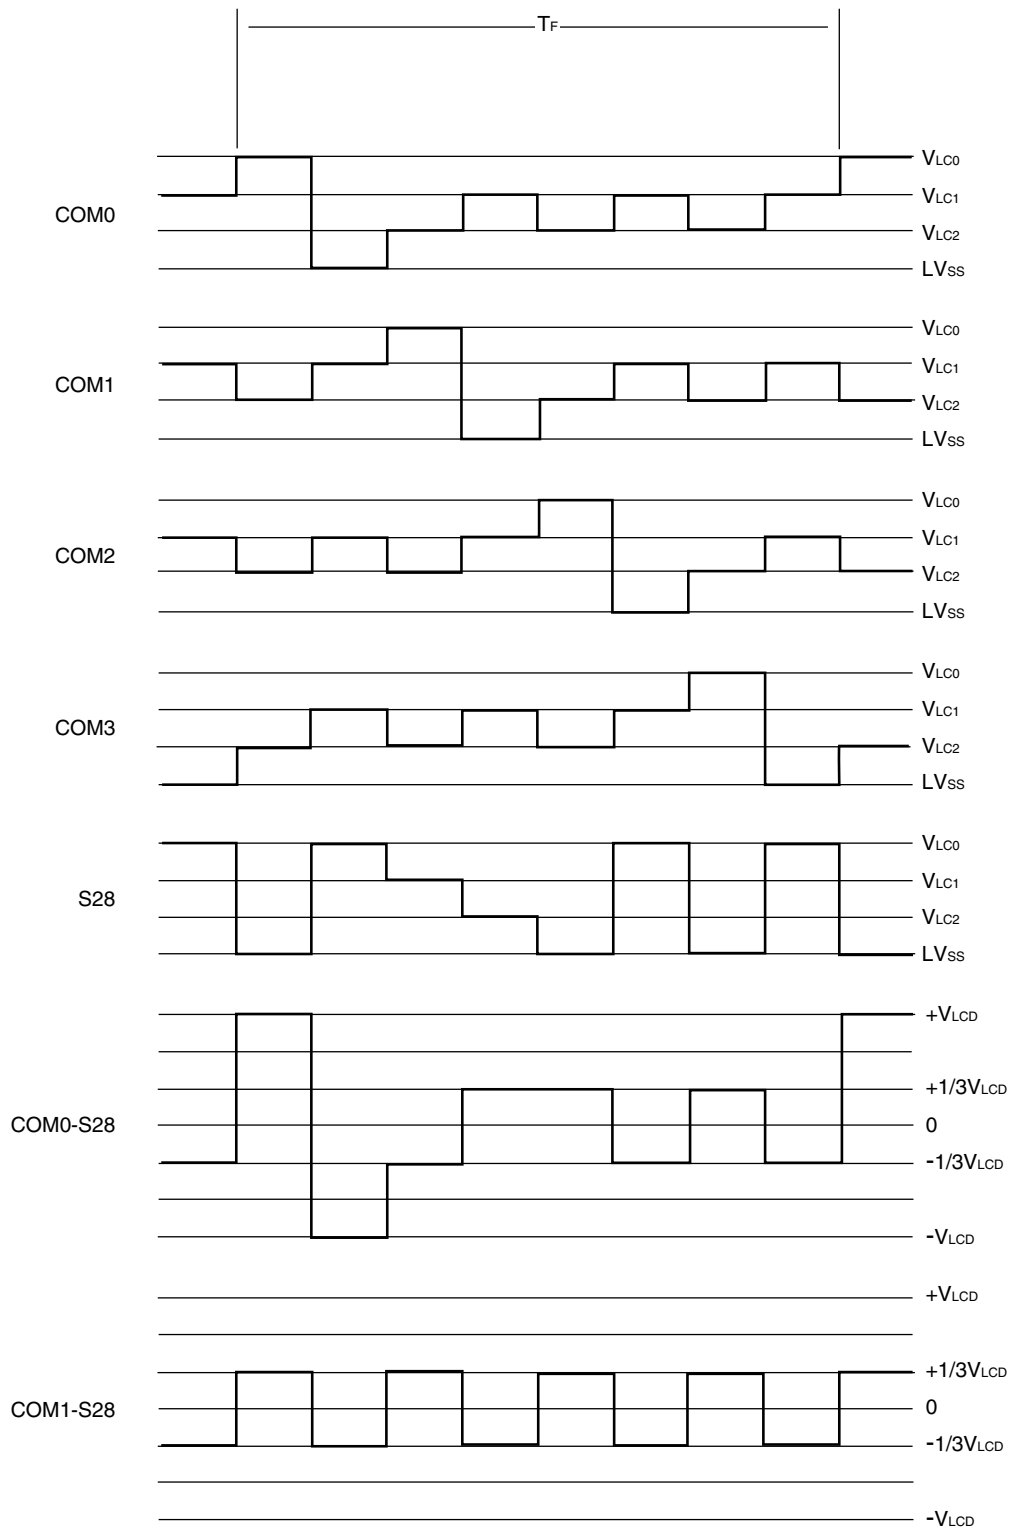 TF
COM0
VLC0
VLC1
VLC2
LVSS
COM1
VLC0
VLC1
VLC2
LVSS
COM2
VLC0
VLC1
VLC2
LVSS
COM3
VLC0
VLC1
VLC2
LVSS
S28
VLC0
VLC1
VLC2
LVSS
COM0-S28
+VLCD
+1/3VLCD
0
-1/3VLCD
-VLCD
COM1-S28
+VLCD
+1/3VLCD
0
-1/3VLCD
-VLCD